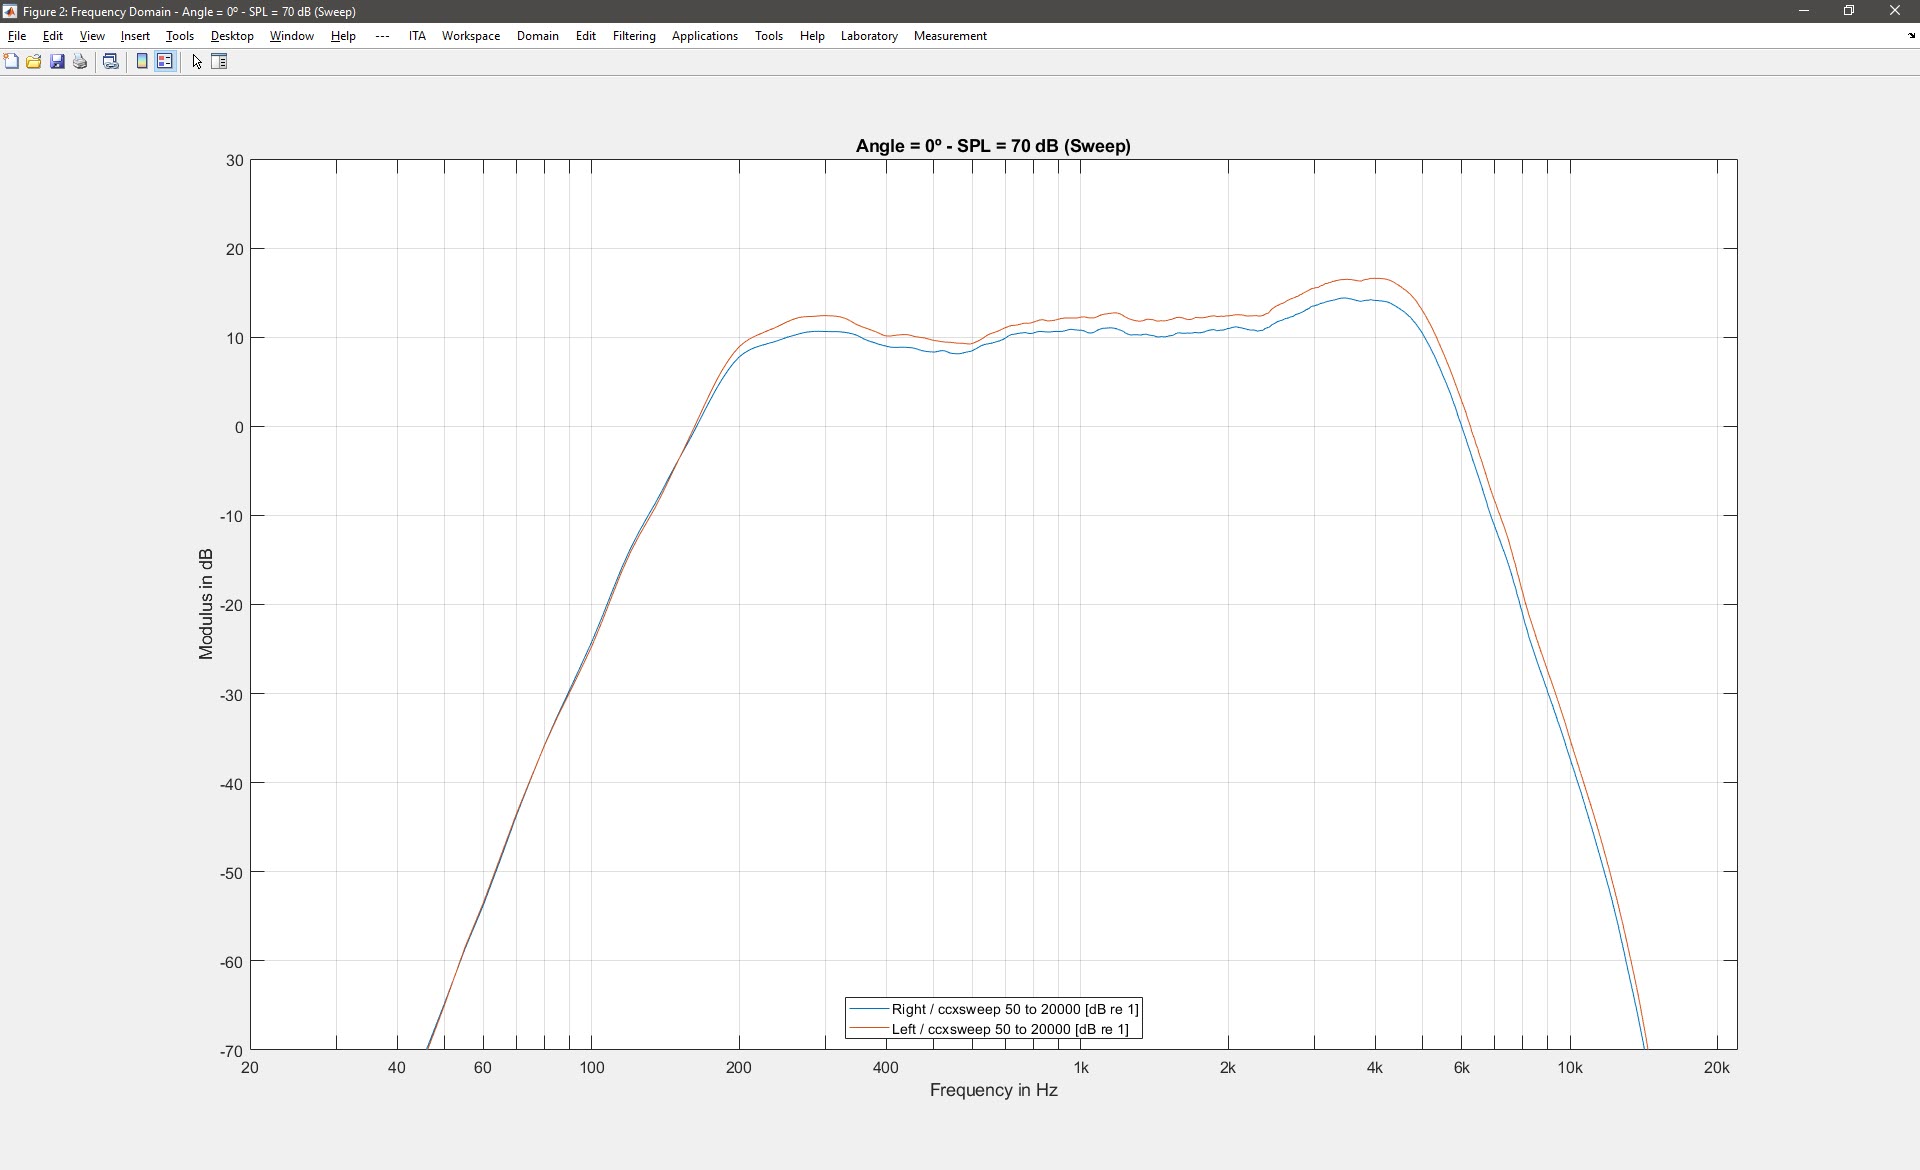 Figure 2: Frequency Domain - Angle = 0º - SPL = 70 dB (Sweep)
File Edit View Insert Tools Desktop Window Help --- ITA Workspace Domain Edit Filtering Applications Tools Help Laboratory Measurement
Angle = 0º - SPL = 70 dB (Sweep)
30
20
10
0
-10
-20
-30
-40
-50
-60
-70
Modulus in dB
Right / ccxsweep 50 to 20000 [dB re 1]
Left / ccxsweep 50 to 20000 [dB re 1]
20 40 60 100 200 400 1k 2k 4k 6k 10k 20k
Frequency in Hz